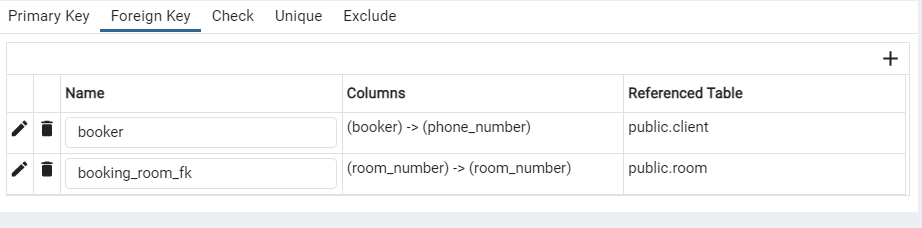 Primary Key Foreign Key Check Unique Exclude
+
Name Columns Referenced Table
booker (booker) -> (phone_number) public.client
booking_room_fk (room_number) -> (room_number) public.room